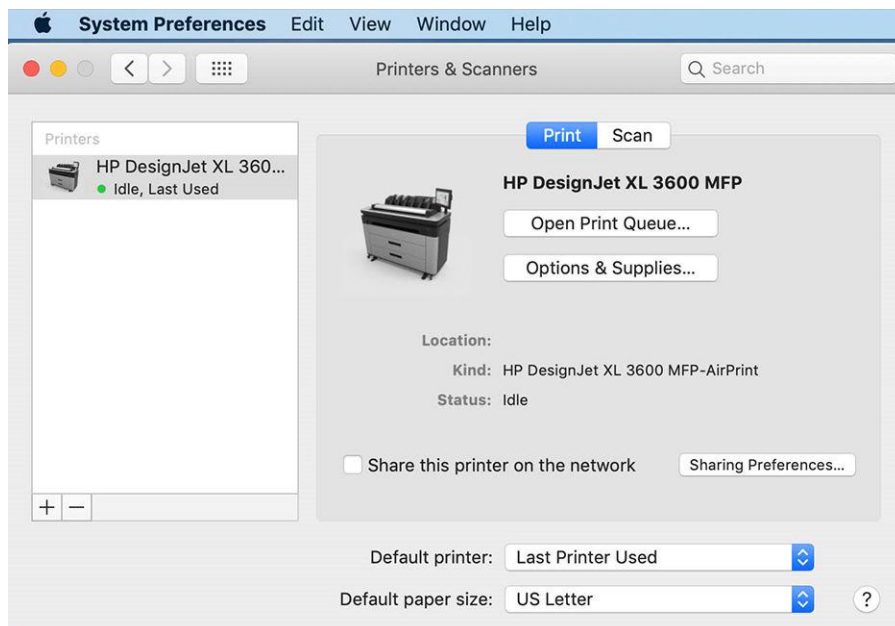 System Preferences Edit View Window Help
Printers & Scanners
Search
Printers
HP DesignJet XL 360...
Idle, Last Used
Print Scan
HP DesignJet XL 3600 MFP
Open Print Queue...
Options & Supplies...
Location:
Kind: HP DesignJet XL 3600 MFP-AirPrint
Status: Idle
Share this printer on the network
Sharing Preferences...
+ −
Default printer: Last Printer Used
Default paper size: US Letter
?